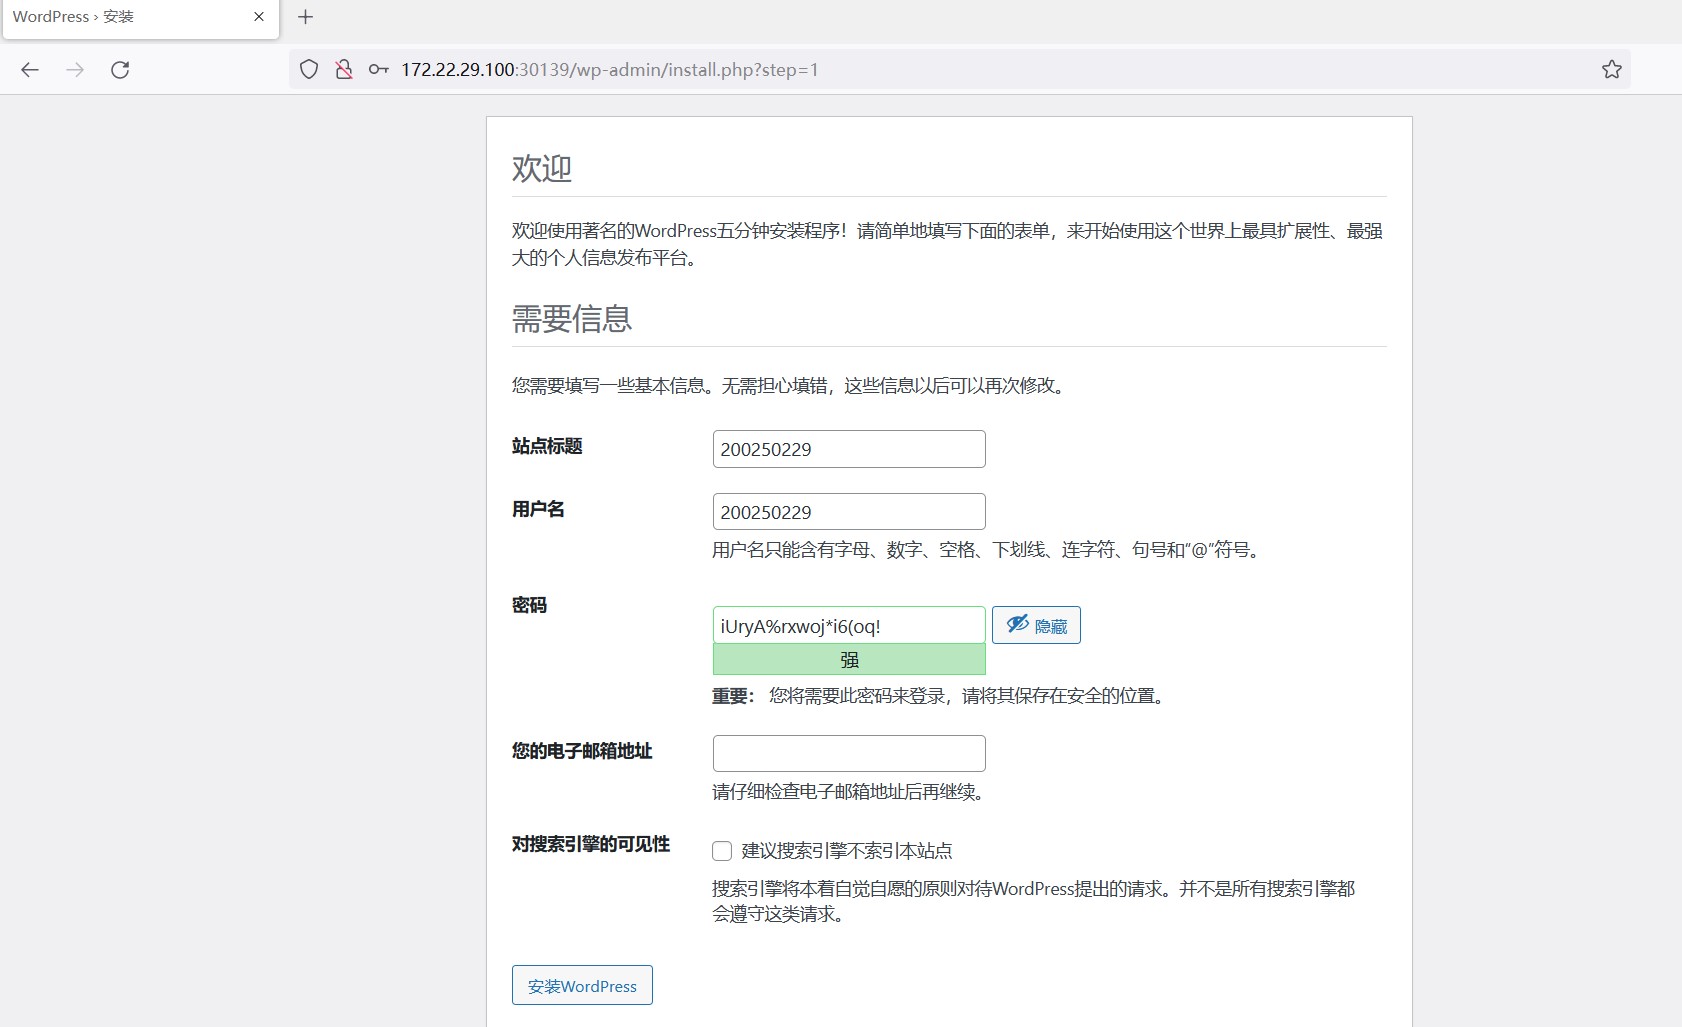 WordPress › 安装
172.22.29.100:30139/wp-admin/install.php?step=1
欢迎
欢迎使用著名的WordPress五分钟安装程序！请简单地填写下面的表单，来开始使用这个世界上最具扩展性、最强
大的个人信息发布平台。
需要信息
您需要填写一些基本信息。无需担心填错，这些信息以后可以再次修改。
站点标题
200250229
用户名
200250229
用户名只能含有字母、数字、空格、下划线、连字符、句号和“@”符号。
密码
iUryA%rxwoj*i6(oq!
隐藏
强
重要： 您将需要此密码来登录，请将其保存在安全的位置。
您的电子邮箱地址
请仔细检查电子邮箱地址后再继续。
对搜索引擎的可见性
建议搜索引擎不索引本站点
搜索引擎将本着自觉自愿的原则对待WordPress提出的请求。并不是所有搜索引擎都
会遵守这类请求。
安装WordPress